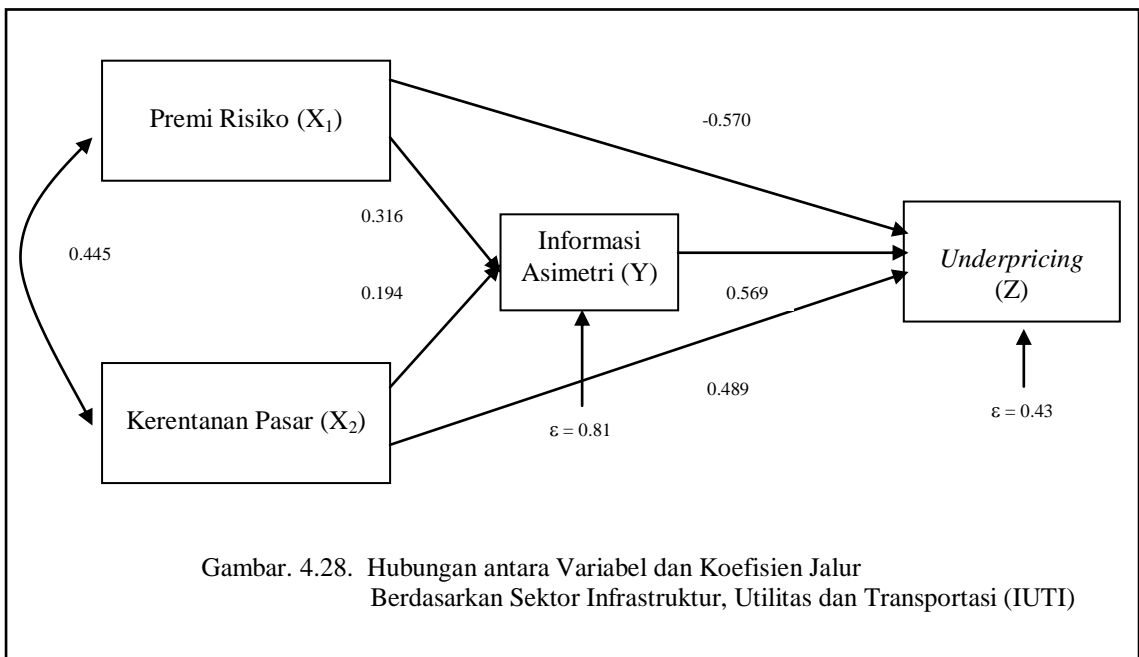 Premi Risiko (X₁)
-0.570
0.316
Informasi
Asimetri (Y)
Underpricing
(Z)
0.445
0.194
0.569
0.489
Kerentanan Pasar (X₂)
ε = 0.81
ε = 0.43
Gambar. 4.28. Hubungan antara Variabel dan Koefisien Jalur
Berdasarkan Sektor Infrastruktur, Utilitas dan Transportasi (IUTI)